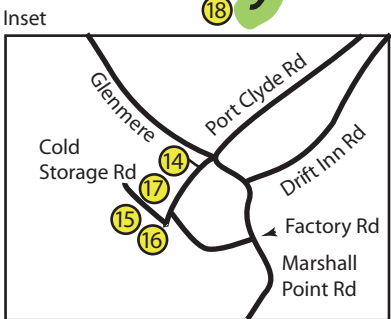 18
Inset
Glenmere
Port Clyde Rd
Cold
Storage Rd
14
17
15
16
Drift Inn Rd
Factory Rd
Marshall
Point Rd